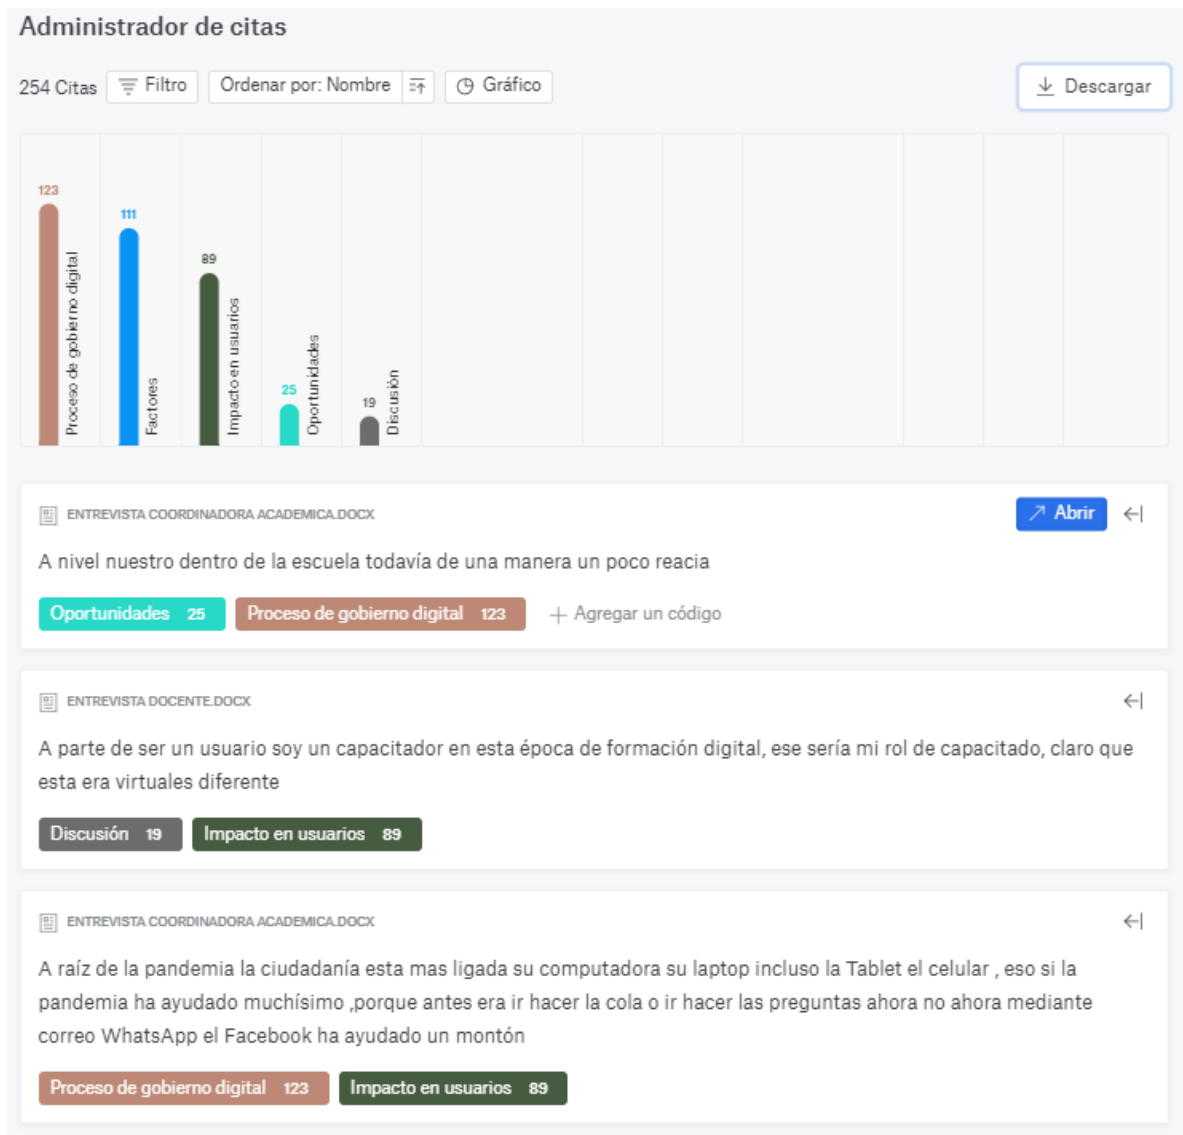 Administrador de citas
254 Citas Filtro Ordenar por: Nombre Gráfico Descargar
123
Proceso de gobierno digital
111
Factores
89
Impacto en usuarios
25
Oportunidades
19
Discusión
ENTREVISTA COORDINADORA ACADEMICA.DOCX Abrir
A nivel nuestro dentro de la escuela todavía de una manera un poco reacia
Oportunidades 25 Proceso de gobierno digital 123 + Agregar un código
ENTREVISTA DOCENTE.DOCX
A parte de ser un usuario soy un capacitador en esta época de formación digital, ese sería mi rol de capacitado, claro que
esta era virtuales diferente
Discusión 19 Impacto en usuarios 89
ENTREVISTA COORDINADORA ACADEMICA.DOCX
A raíz de la pandemia la ciudadanía esta mas ligada su computadora su laptop incluso la Tablet el celular , eso si la
pandemia ha ayudado muchísimo ,porque antes era ir hacer la cola o ir hacer las preguntas ahora no ahora mediante
correo WhatsApp el Facebook ha ayudado un montón
Proceso de gobierno digital 123 Impacto en usuarios 89